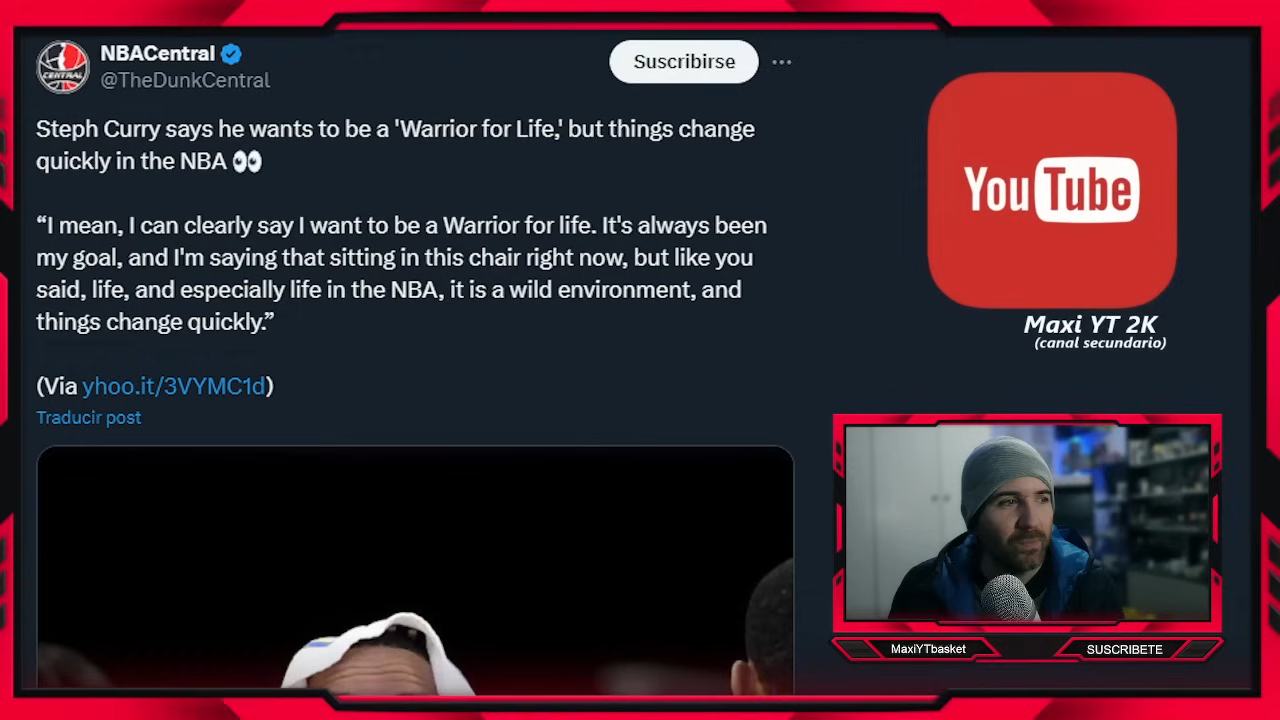 NBACentral
@TheDunkCentral
Suscribirse
Steph Curry says he wants to be a 'Warrior for Life,' but things change
quickly in the NBA 👀
“I mean, I can clearly say I want to be a Warrior for life. It's always been
my goal, and I'm saying that sitting in this chair right now, but like you
said, life, and especially life in the NBA, it is a wild environment, and
things change quickly.”
(Via yhoo.it/3VYMC1d)
Traducir post
YouTube
Maxi YT 2K
(canal secundario)
MaxiYTbasket
SUSCRIBETE
CENTRAL